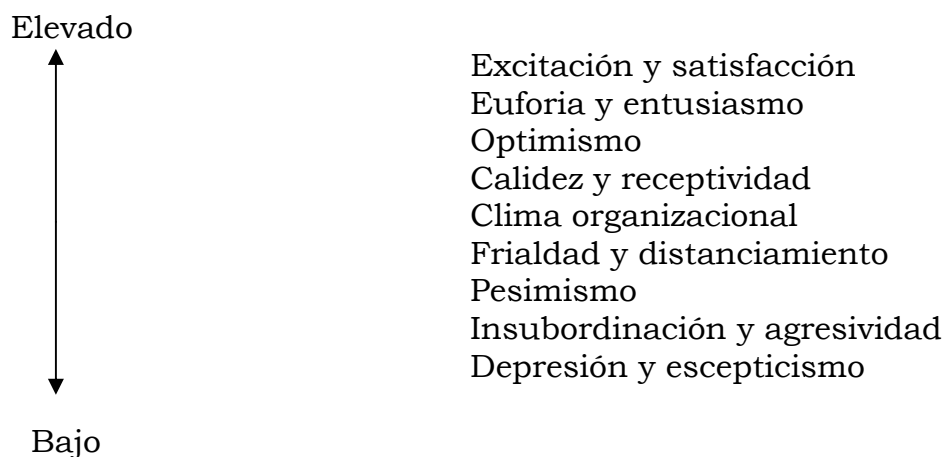 Elevado
Excitación y satisfacción
Euforia y entusiasmo
Optimismo
Calidez y receptividad
Clima organizacional
Frialdad y distanciamiento
Pesimismo
Insubordinación y agresividad
Depresión y escepticismo
Bajo